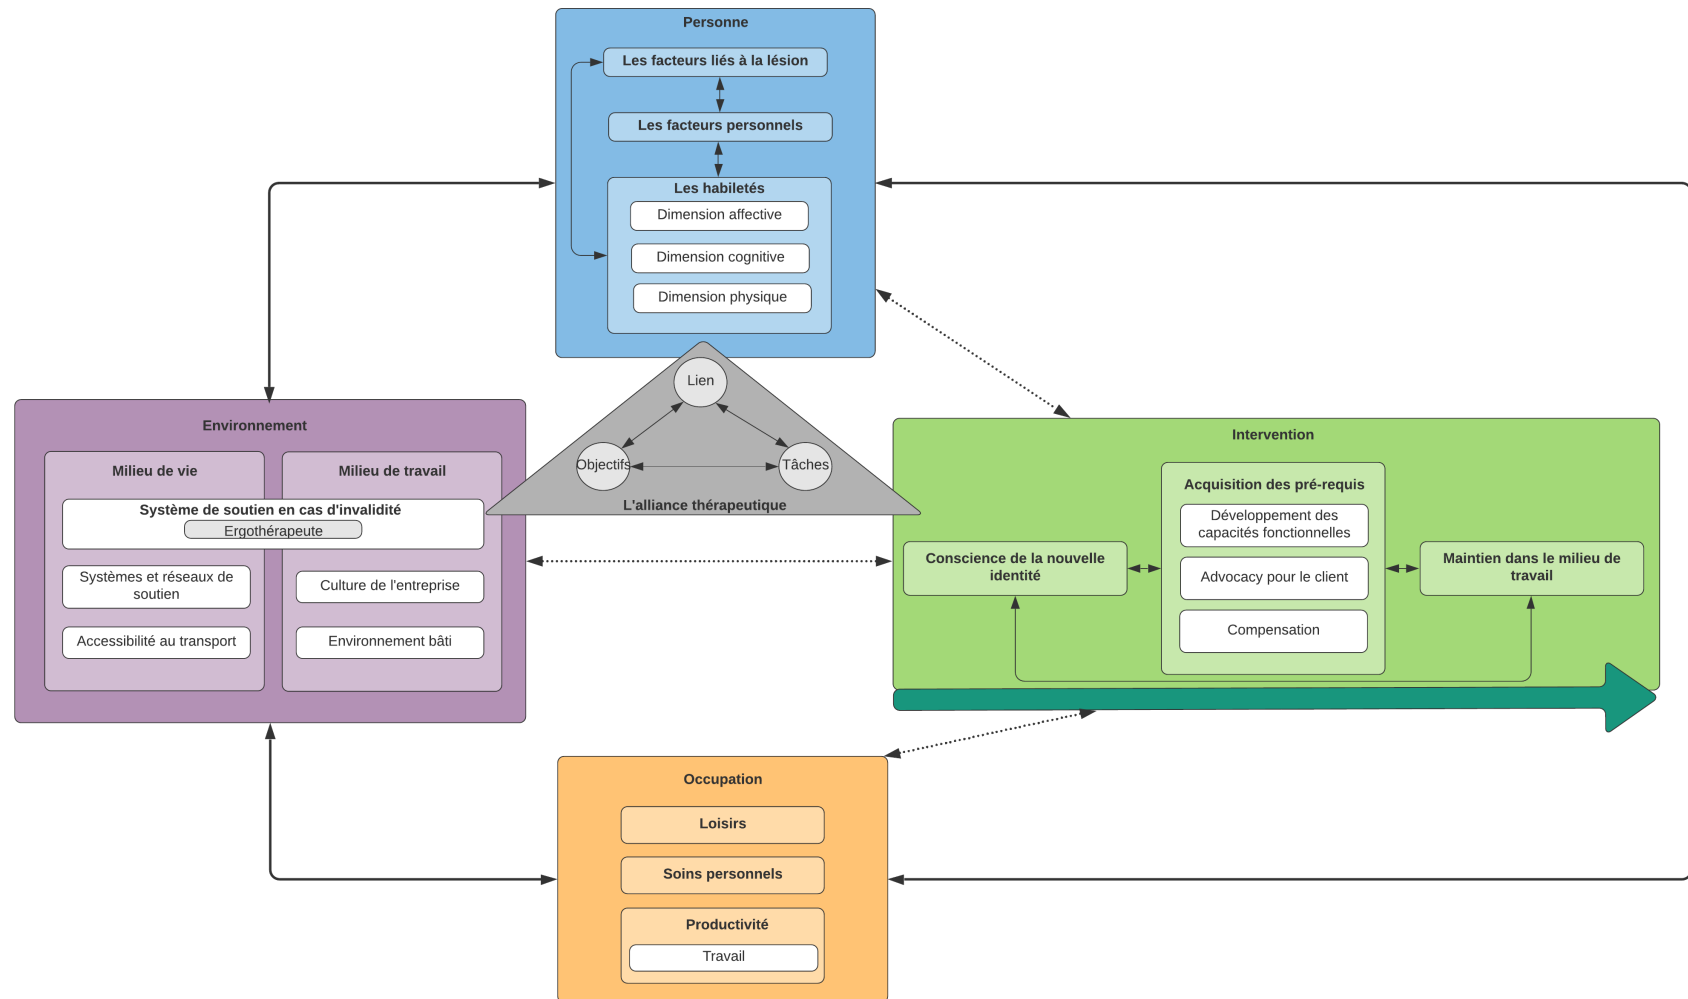 Personne
Les facteurs liés à la lésion
Les facteurs personnels
Les habiletés
Dimension affective
Dimension cognitive
Dimension physique
Lien
Objectifs
Tâches
L'alliance thérapeutique
Environnement
Milieu de vie
Milieu de travail
Système de soutien en cas d'invalidité
Ergothérapeute
Systèmes et réseaux de
soutien
Accessibilité au transport
Culture de l'entreprise
Environnement bâti
Intervention
Conscience de la nouvelle
identité
Acquisition des pré-requis
Développement des
capacités fonctionnelles
Advocacy pour le client
Compensation
Maintien dans le milieu de
travail
Occupation
Loisirs
Soins personnels
Productivité
Travail